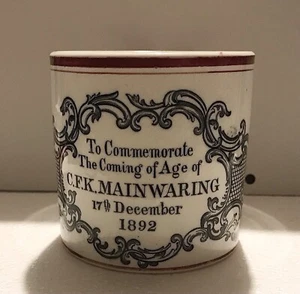 To Commemorate
The Coming of Age of
C.F.K. MAINWARING
17th December
1892